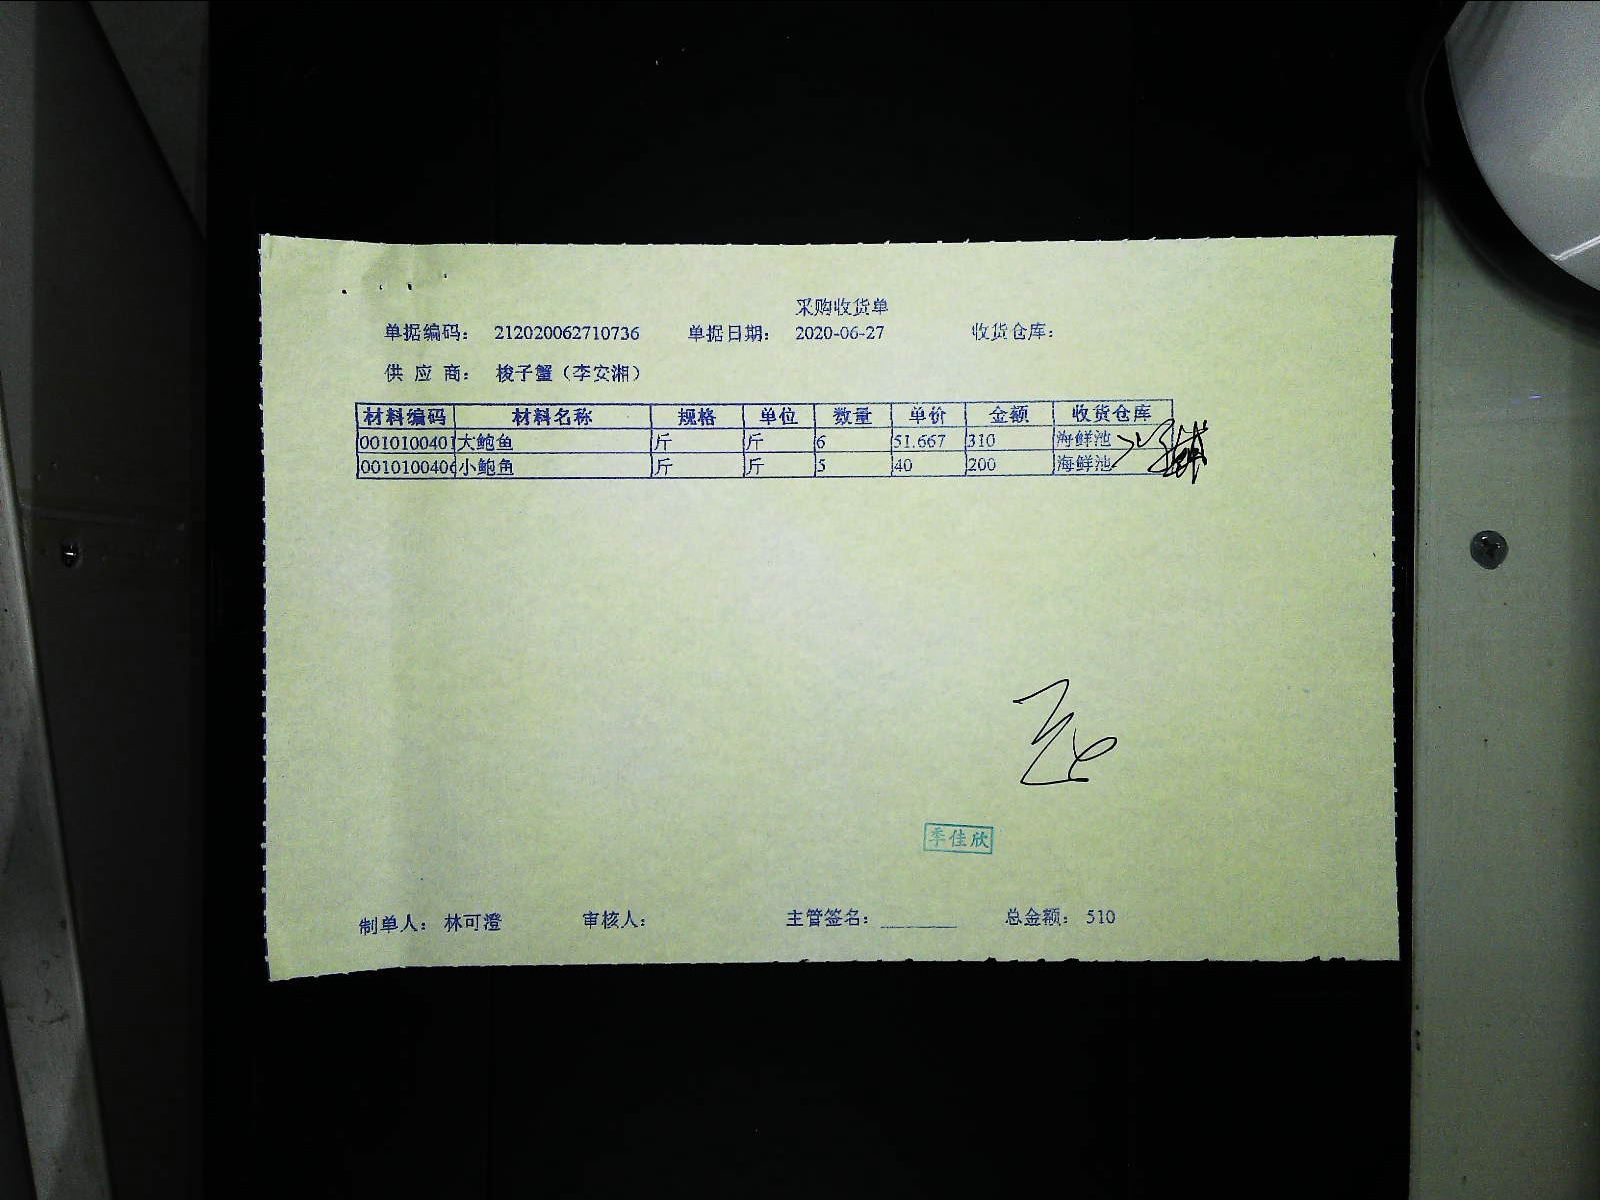 采购收货单
单据编码： 212020062710736 单据日期： 2020-06-27 收货仓库：
供 应 商： 梭子蟹（李安湘）
材料编码 材料名称 规格 单位 数量 单价 金额 收货仓库
0010100401 大鲍鱼 斤 斤 6 51.667 310 海鲜池
0010100406 小鲍鱼 斤 斤 5 40 200 海鲜池
季佳欣
制单人： 林可澄 审核人： 主管签名： 总金额： 510